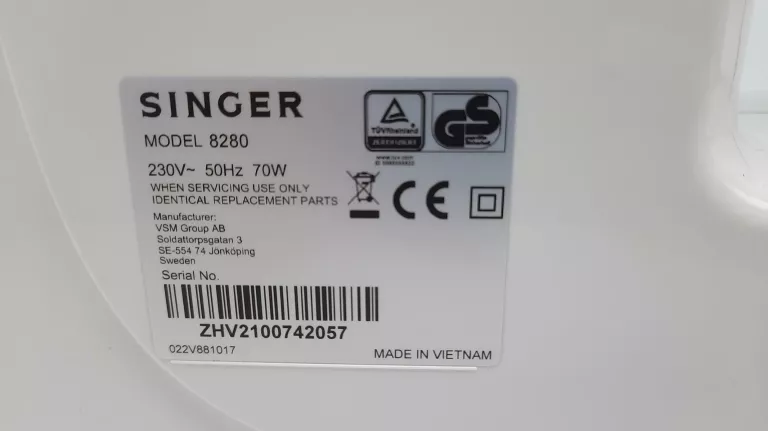 SINGER
MODEL 8280
230V~ 50Hz 70W
WHEN SERVICING USE ONLY
IDENTICAL REPLACEMENT PARTS
Manufacturer:
VSM Group AB
Soldattorpsgatan 3
SE-554 74 Jönköping
Sweden
Serial No.
ZHV2100742057
022V881017
MADE IN VIETNAM
TÜVRheinland
GS
CE